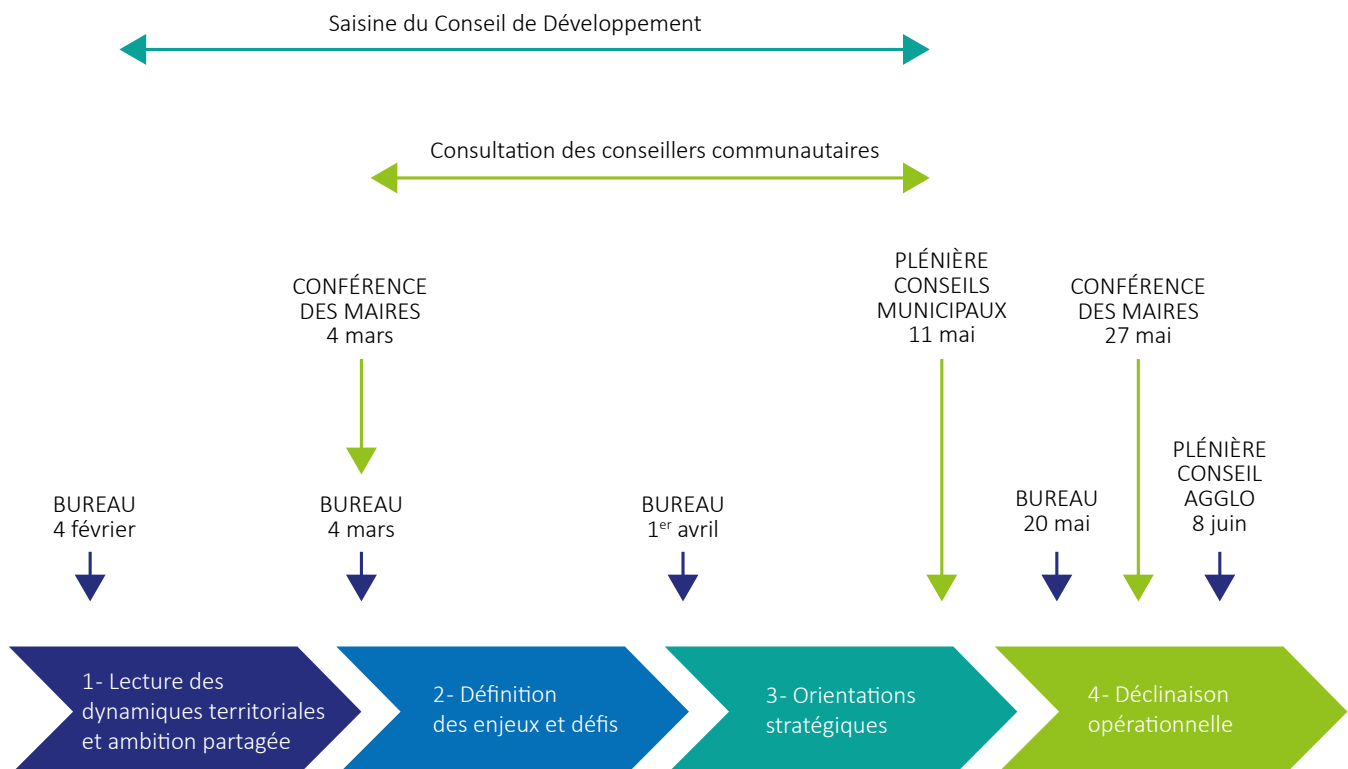 Saisine du Conseil de Développement
Consultation des conseillers communautaires
CONFÉRENCE
DES MAIRES
4 mars
PLÉNIÈRE
CONSEILS
MUNICIPAUX
11 mai
CONFÉRENCE
DES MAIRES
27 mai
BUREAU
4 février
BUREAU
4 mars
BUREAU
1er avril
BUREAU
20 mai
PLÉNIÈRE
CONSEIL
AGGLO
8 juin
1- Lecture des
dynamiques territoriales
et ambition partagée
2- Définition
des enjeux et défis
3- Orientations
stratégiques
4- Déclinaison
opérationnelle